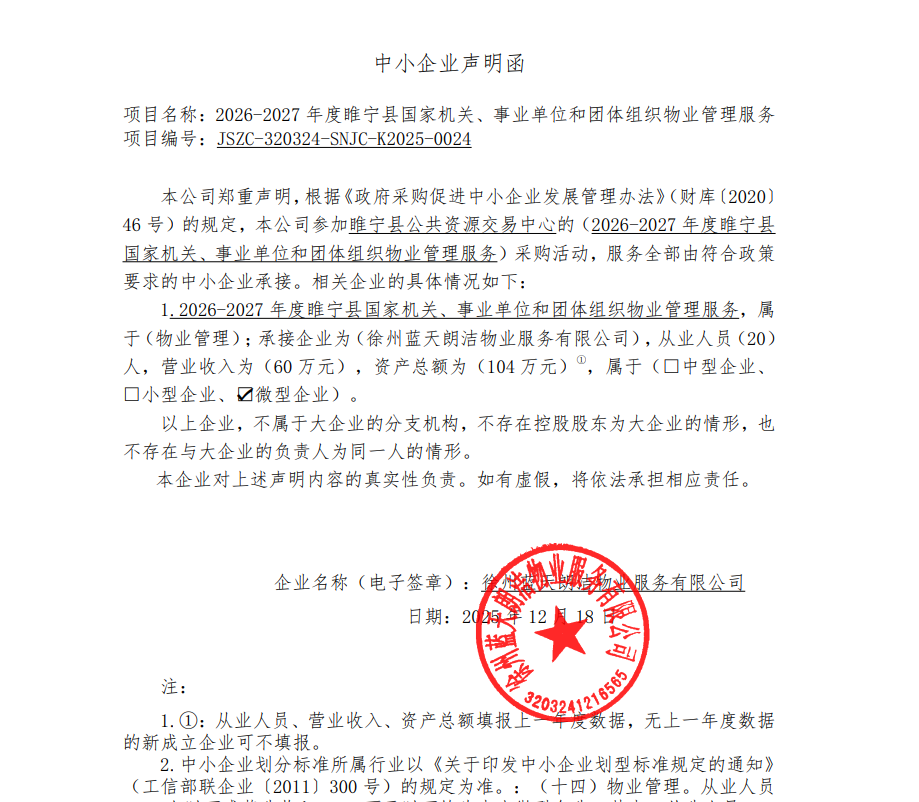 中小企业声明函
项目名称：2026-2027 年度睢宁县国家机关、事业单位和团体组织物业管理服务
项目编号：JSZC-320324-SNJC-K2025-0024
本公司郑重声明，根据《政府采购促进中小企业发展管理办法》（财库〔2020〕
46 号）的规定，本公司参加睢宁县公共资源交易中心的（2026-2027 年度睢宁县
国家机关、事业单位和团体组织物业管理服务）采购活动，服务全部由符合政策
要求的中小企业承接。相关企业的具体情况如下：
1. 2026-2027 年度睢宁县国家机关、事业单位和团体组织物业管理服务，属
于（物业管理）；承接企业为（徐州蓝天朗洁物业服务有限公司），从业人员（20）
人，营业收入为（60 万元），资产总额为（104 万元）①，属于（□中型企业、
□小型企业、☑微型企业）。
以上企业，不属于大企业的分支机构，不存在控股股东为大企业的情形，也
不存在与大企业的负责人为同一人的情形。
本企业对上述声明内容的真实性负责。如有虚假，将依法承担相应责任。
企业名称（电子签章）：徐州蓝天朗洁物业服务有限公司
日期：2025 年 12 月 18 日
徐州蓝天朗洁物业服务有限公司
3203241216565
注：
1.①：从业人员、营业收入、资产总额填报上一年度数据，无上一年度数据
的新成立企业可不填报。
2.中小企业划分标准所属行业以《关于印发中小企业划型标准规定的通知》
（工信部联企业〔2011〕300 号）的规定为准。：（十四）物业管理。从业人员